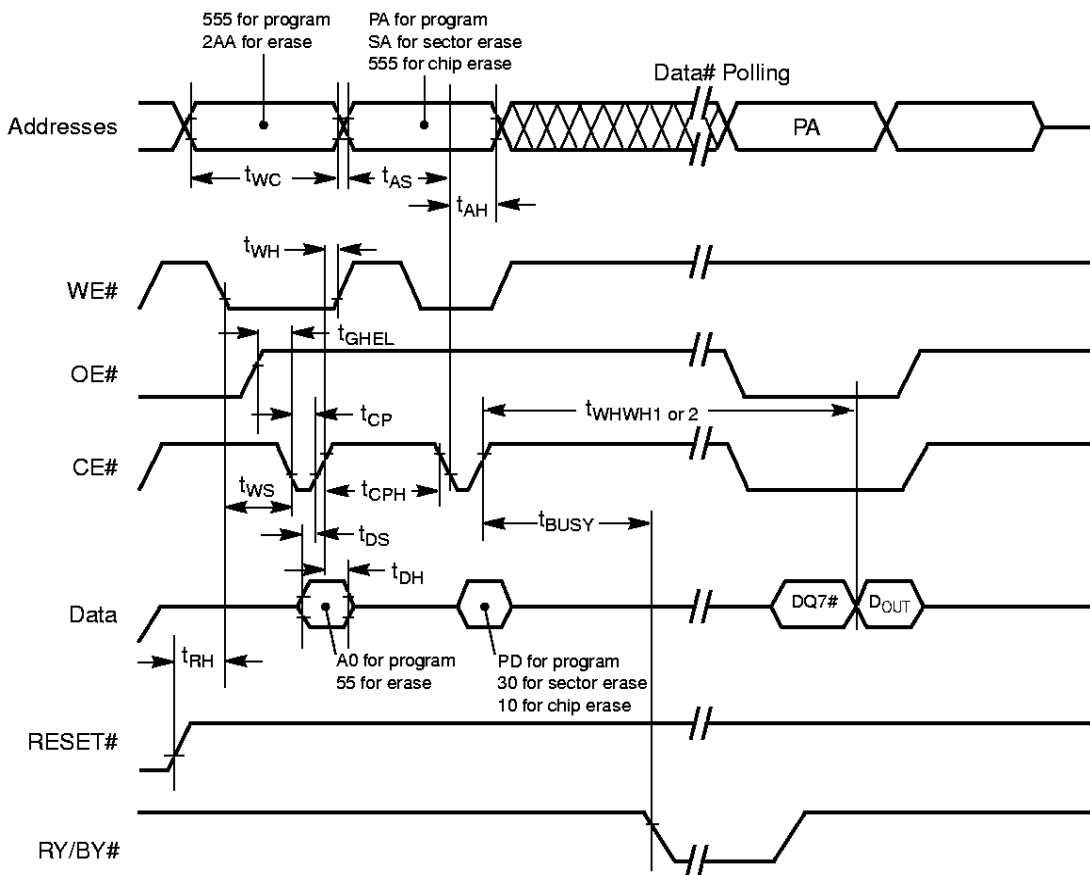 555 for program
2AA for erase
PA for program
SA for sector erase
555 for chip erase
Data# Polling
Addresses
PA
tWC
tAS
tAH
tWH
WE#
tGHEL
OE#
tCP
tWHWH1 or 2
CE#
tWS
tCPH
tBUSY
tDS
tDH
Data
DQ7#
DOUT
tRH
A0 for program
55 for erase
PD for program
30 for sector erase
10 for chip erase
RESET#
RY/BY#